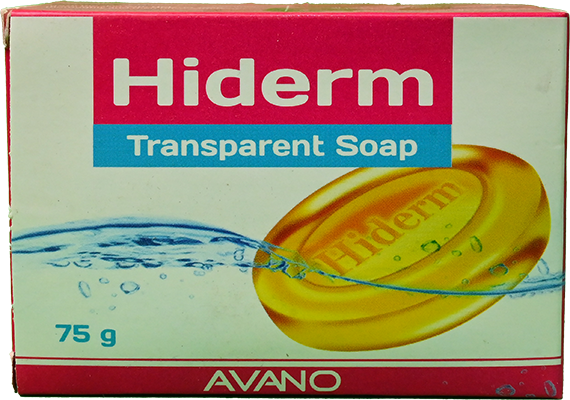 Hiderm
Transparent Soap
Hiderm
75 g
AVANO